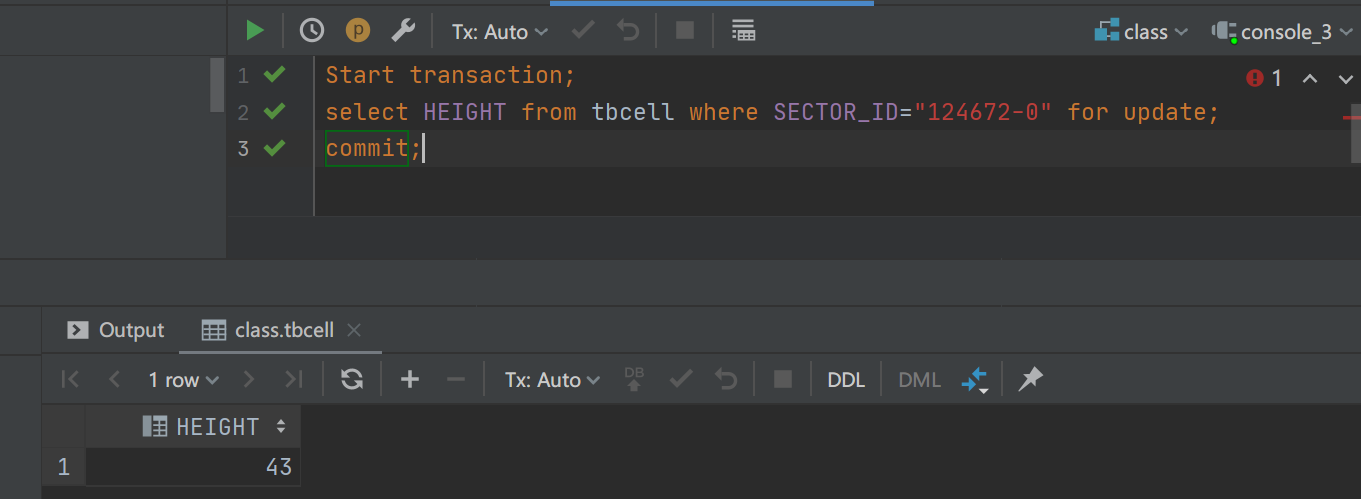 Tx: Auto class console_3
1 Start transaction;
2 select HEIGHT from tbcell where SECTOR_ID="124672-0" for update;
3 commit;
1
Output class.tbcell
1 row Tx: Auto DB DDL DML
HEIGHT
1 43